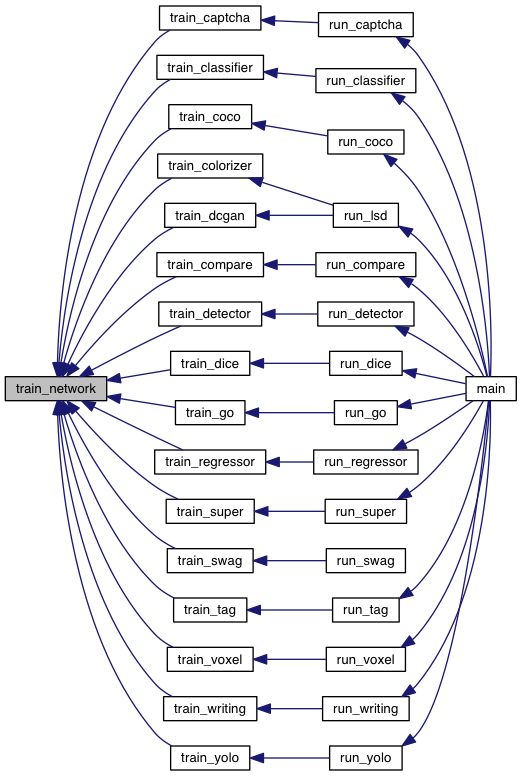 train_captcha
run_captcha
train_classifier
run_classifier
train_coco
run_coco
train_colorizer
train_dcgan
run_lsd
train_compare
run_compare
train_detector
run_detector
train_dice
run_dice
train_network
main
train_go
run_go
train_regressor
run_regressor
train_super
run_super
train_swag
run_swag
train_tag
run_tag
train_voxel
run_voxel
train_writing
run_writing
train_yolo
run_yolo